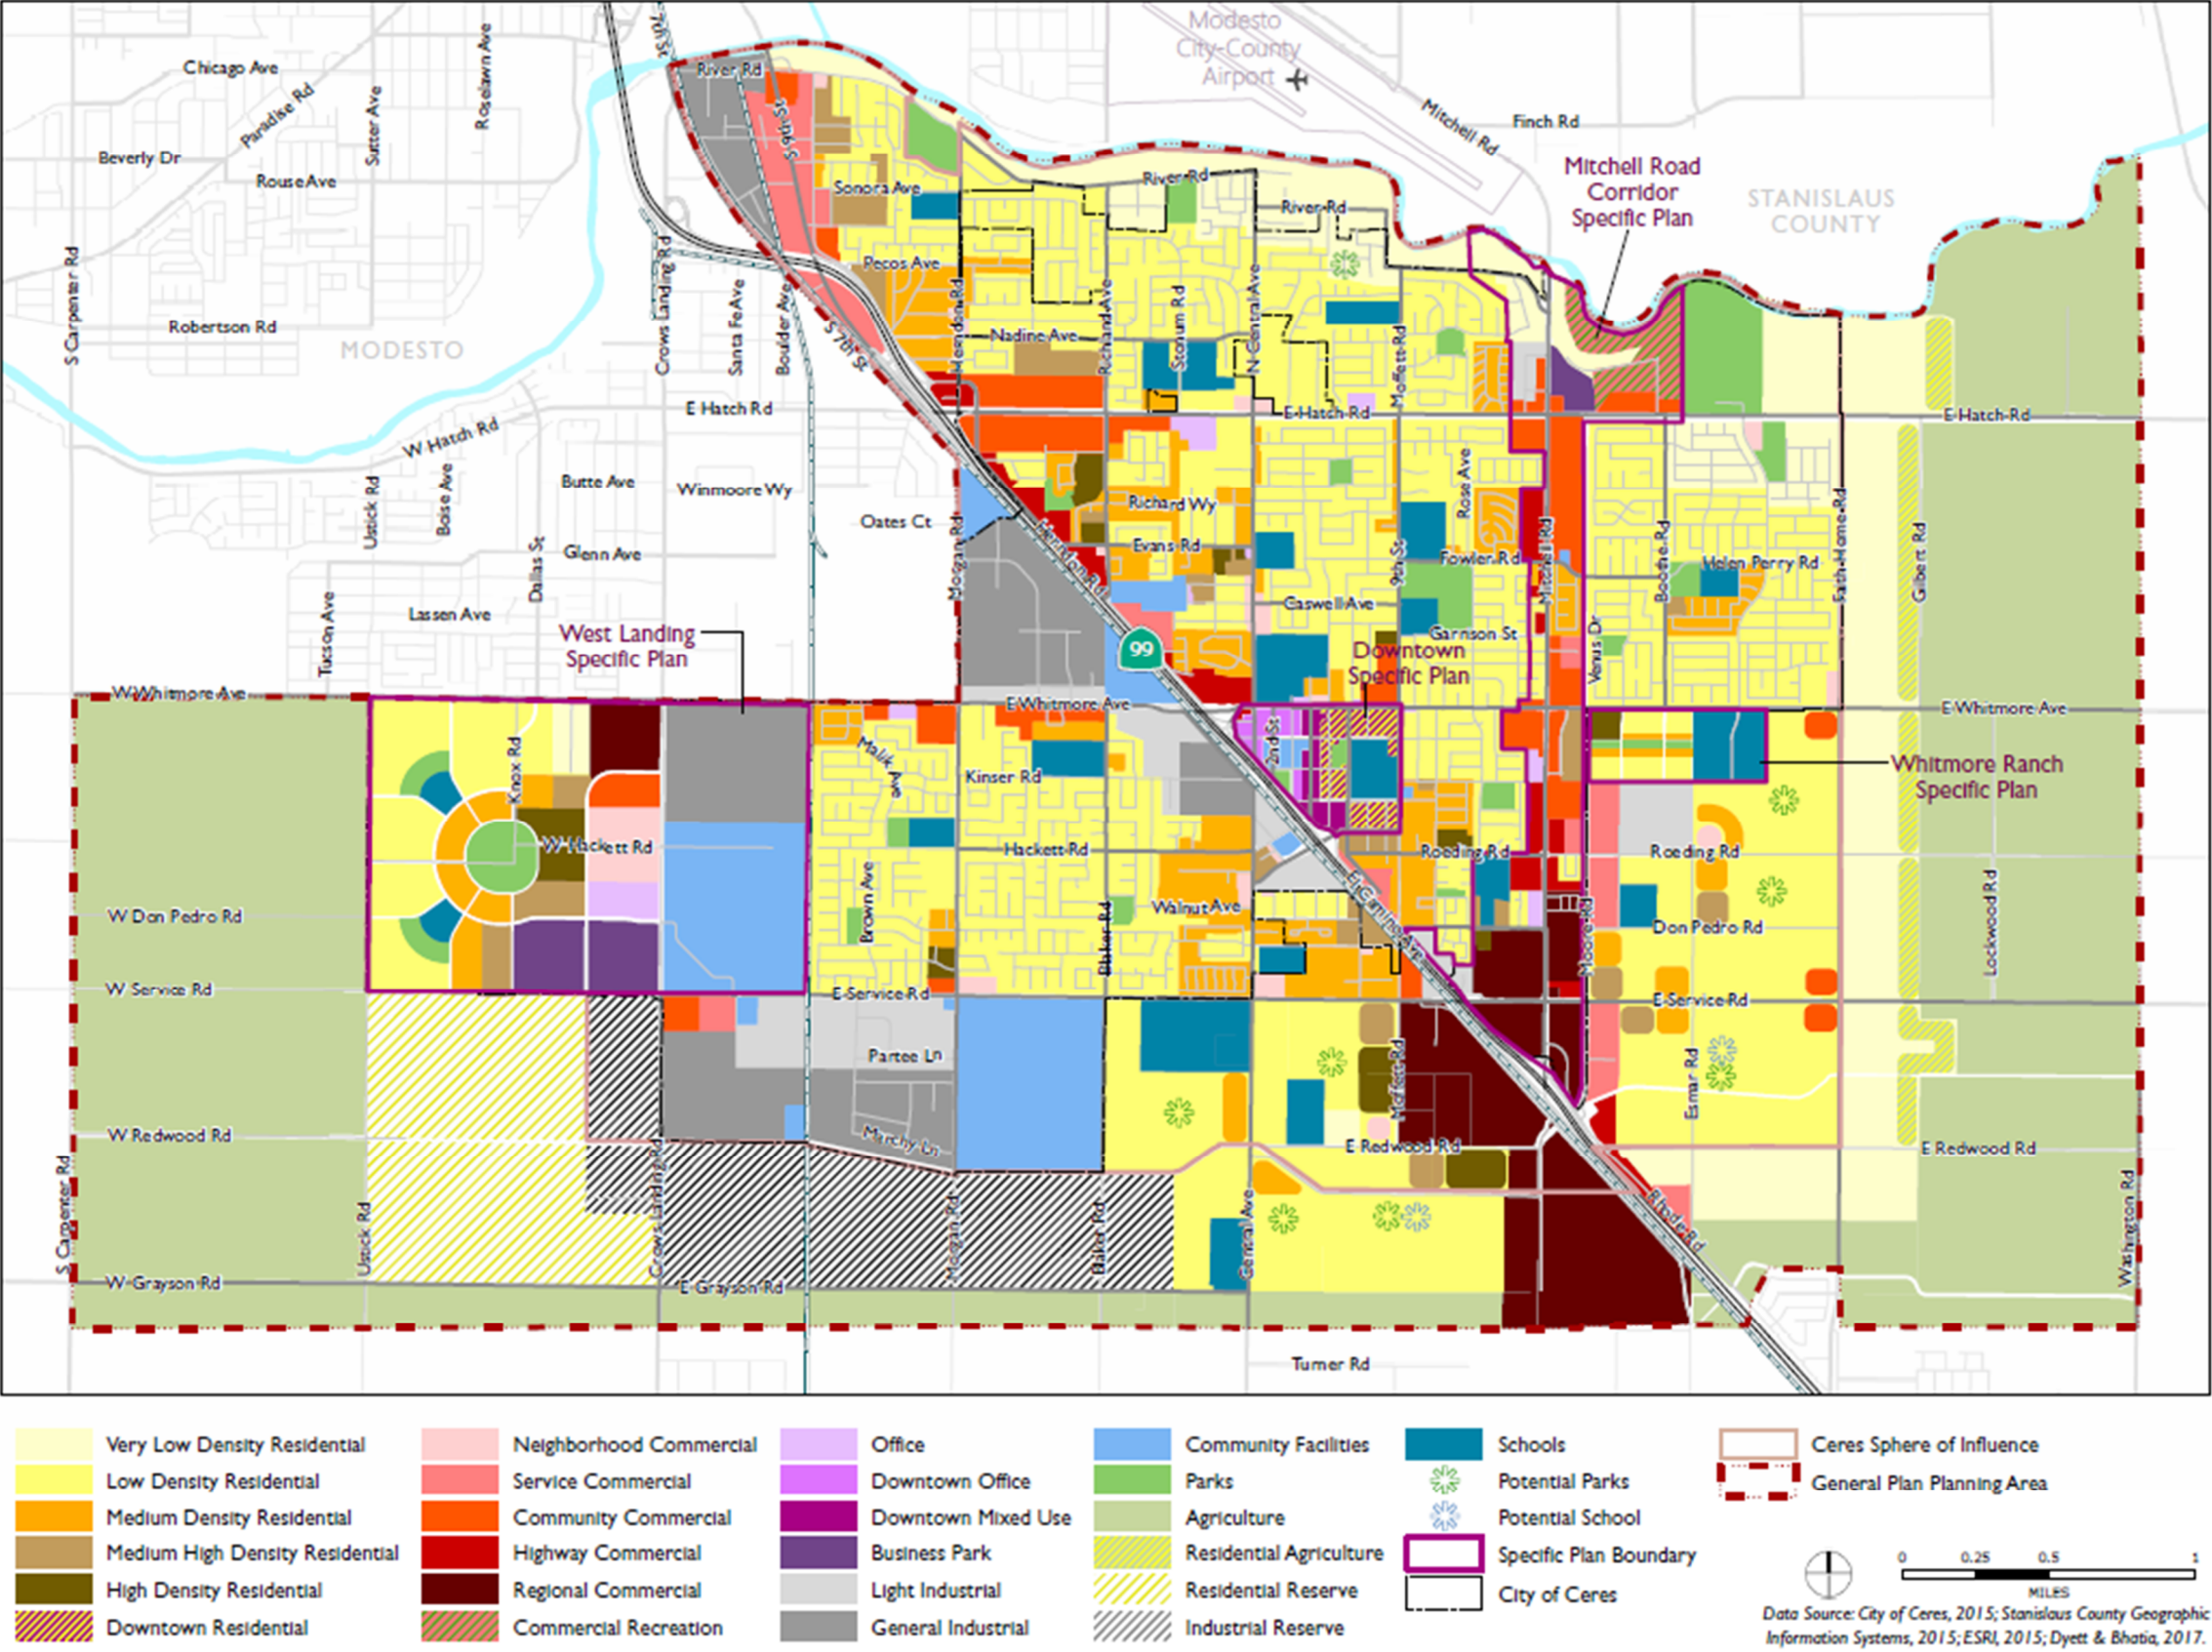 Modesto
City-County
Airport
7th St
River Rd
Chicago Ave
Paradise Rd
Sutter Ave
Roselawn Ave
Beverly Dr
Rouse Ave
S 9th St
Mitchell Rd
Finch Rd
Mitchell Road
Corridor
Specific Plan
STANISLAUS
COUNTY
Sonora Ave
River Rd
River Rd
S Carpenter Rd
Crows Landing Rd
Santa Fe Ave
Boulder Ave
Pecos Ave
Herndon Rd
Richland Ave
Stonum Rd
N Central Ave
Moffett Rd
Robertson Rd
MODESTO
S 7th St
Nadine Ave
E Hatch Rd
E Hatch Rd
E Hatch Rd
W Hatch Rd
Ustick Rd
Boise Ave
Butte Ave
Winmoore Wy
Oates Ct
Richard Wy
Rose Ave
Morgan Rd
Herndon Rd
Evans Rd
9th St
Fowler Rd
Mitchell Rd
Boothe Rd
Helen Perry Rd
Faith Home Rd
Gilbert Rd
Dallas St
Glenn Ave
Tucson Ave
Lassen Ave
Caswell Ave
Garrison St
Venus Dr
West Landing
Specific Plan
99
Downtown
Specific Plan
W Whitmore Ave
E Whitmore Ave
E Whitmore Ave
Knox Rd
Malik Ave
Kinser Rd
2nd St
Whitmore Ranch
Specific Plan
W Hackett Rd
Hackett Rd
Roeding Rd
Roeding Rd
Brown Ave
Blaker Rd
Walnut Ave
El Camino Ave
Moore Rd
Don Pedro Rd
Lockwood Rd
W Don Pedro Rd
W Service Rd
E Service Rd
E Service Rd
Partee Ln
Moffett Rd
Esmar Rd
W Redwood Rd
Marchy Ln
E Redwood Rd
E Redwood Rd
S Carpenter Rd
Ustick Rd
Crows Landing Rd
Morgan Rd
Blaker Rd
Central Ave
Rhode Rd
Washington Rd
W Grayson Rd
E Grayson Rd
Turner Rd
Very Low Density Residential
Low Density Residential
Medium Density Residential
Medium High Density Residential
High Density Residential
Downtown Residential
Neighborhood Commercial
Service Commercial
Community Commercial
Highway Commercial
Regional Commercial
Commercial Recreation
Office
Downtown Office
Downtown Mixed Use
Business Park
Light Industrial
General Industrial
Community Facilities
Parks
Agriculture
Residential Agriculture
Residential Reserve
Industrial Reserve
Schools
Potential Parks
Potential School
Specific Plan Boundary
City of Ceres
Ceres Sphere of Influence
General Plan Planning Area
0 0.25 0.5 1
MILES
Data Source: City of Ceres, 2015; Stanislaus County Geographic
Information Systems, 2015; ESRI, 2015; Dyett & Bhatia, 2017.